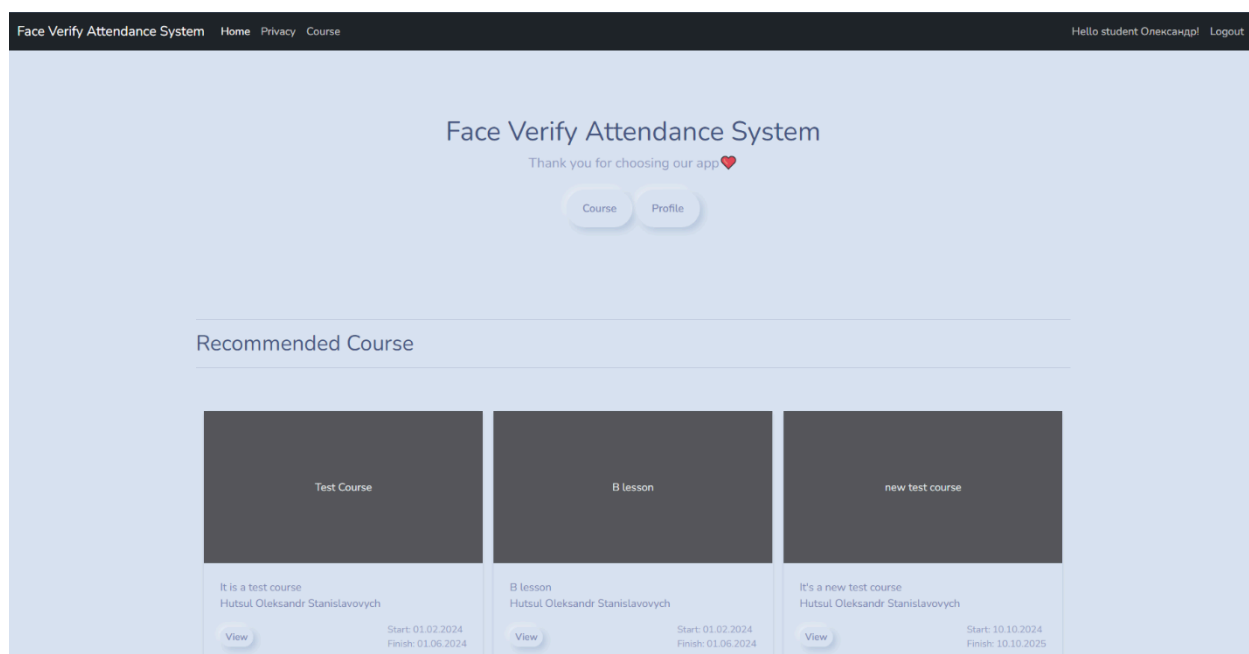 Face Verify Attendance System Home Privacy Course Hello student Олександр! Logout
Face Verify Attendance System
Thank you for choosing our app❤
Course Profile
Recommended Course
Test Course
B lesson
new test course
It is a test course
Hutsul Oleksandr Stanislavovych
View
Start: 01.02.2024
Finish: 01.06.2024
B lesson
Hutsul Oleksandr Stanislavovych
View
Start: 01.02.2024
Finish: 01.06.2024
It's a new test course
Hutsul Oleksandr Stanislavovych
View
Start: 10.10.2024
Finish: 10.10.2025